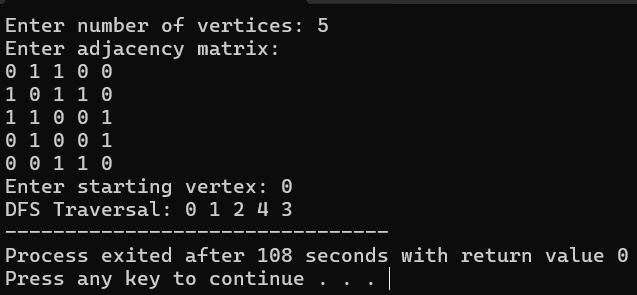 Enter number of vertices: 5
Enter adjacency matrix:
0 1 1 0 0
1 0 1 1 0
1 1 0 0 1
0 1 0 0 1
0 0 1 1 0
Enter starting vertex: 0
DFS Traversal: 0 1 2 4 3
--------------------------------
Process exited after 108 seconds with return value 0
Press any key to continue . . .